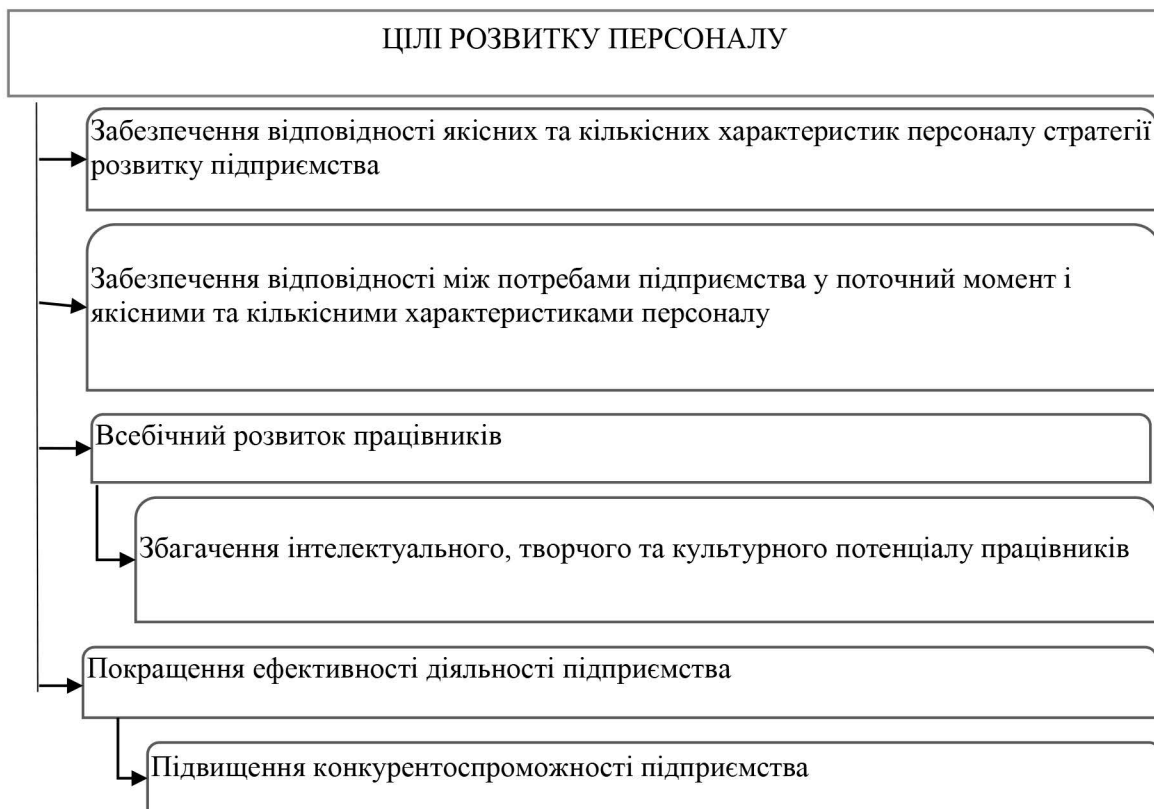 ЦІЛІ РОЗВИТКУ ПЕРСОНАЛУ
Забезпечення відповідності якісних та кількісних характеристик персоналу стратегії
розвитку підприємства
Забезпечення відповідності між потребами підприємства у поточний момент і
якісними та кількісними характеристиками персоналу
Всебічний розвиток працівників
Збагачення інтелектуального, творчого та культурного потенціалу працівників
Покращення ефективності діяльності підприємства
Підвищення конкурентоспроможності підприємства